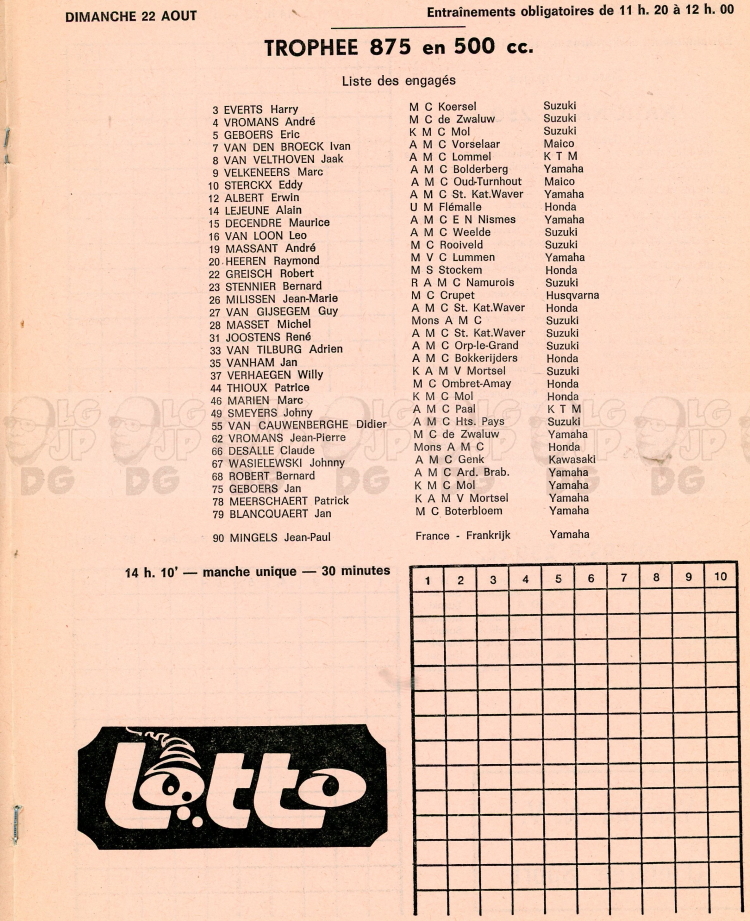 DIMANCHE 22 AOUT
Entraînements obligatoires de 11 h. 20 à 12 h. 00
TROPHEE 875 en 500 cc.
Liste des engagés
3 EVERTS Harry M C Koersel Suzuki
4 VROMANS André M C de Zwaluw Suzuki
5 GEBOERS Eric K M C Mol Suzuki
7 VAN DEN BROECK Ivan A M C Vorselaar Maico
8 VAN VELTHOVEN Jaak A M C Lommel K T M
9 VELKENEERS Marc A M C Bolderberg Yamaha
10 STERCKX Eddy A M C Oud-Turnhout Maico
12 ALBERT Erwin A M C St. Kat.Waver Yamaha
14 LEJEUNE Alain U M Flémalle Honda
15 DECENDRE Maurice A M C E N Nismes Yamaha
16 VAN LOON Leo A M C Weelde Suzuki
19 MASSANT André M C Rooiveld Suzuki
20 HEEREN Raymond M V C Lummen Yamaha
22 GREISCH Robert M S Stockem Honda
23 STENNIER Bernard R A M C Namurois Suzuki
26 MILISSEN Jean-Marie M C Crupet Husqvarna
27 VAN GIJSEGEM Guy A M C St. Kat.Waver Honda
28 MASSET Michel Mons A M C Suzuki
31 JOOSTENS René A M C St. Kat.Waver Suzuki
33 VAN TILBURG Adrien A M C Orp-le-Grand Suzuki
35 VANHAM Jan A M C Bokkerijders Honda
37 VERHAEGEN Willy K A M V Mortsel Suzuki
44 THIOUX Patrice M C Ombret-Amay Honda
46 MARIEN Marc K M C Mol Honda
49 SMEYERS Johny A M C Paal K T M
55 VAN CAUWENBERGHE Didier A M C Hts. Pays Suzuki
62 VROMANS Jean-Pierre M C de Zwaluw Yamaha
66 DESALLE Claude Mons A M C Honda
67 WASIELEWSKI Johnny A M C Genk Kawasaki
68 ROBERT Bernard A M C Ard. Brab. Yamaha
75 GEBOERS Jan K M C Mol Yamaha
78 MEERSCHAERT Patrick K A M V Mortsel Yamaha
79 BLANCQUAERT Jan M C Boterbloem Yamaha
90 MINGELS Jean-Paul France - Frankrijk Yamaha
14 h. 10' — manche unique — 30 minutes
1 2 3 4 5 6 7 8 9 10
Lotto
LG
JP
DG
LG
JP
DG
LG
JP
DG